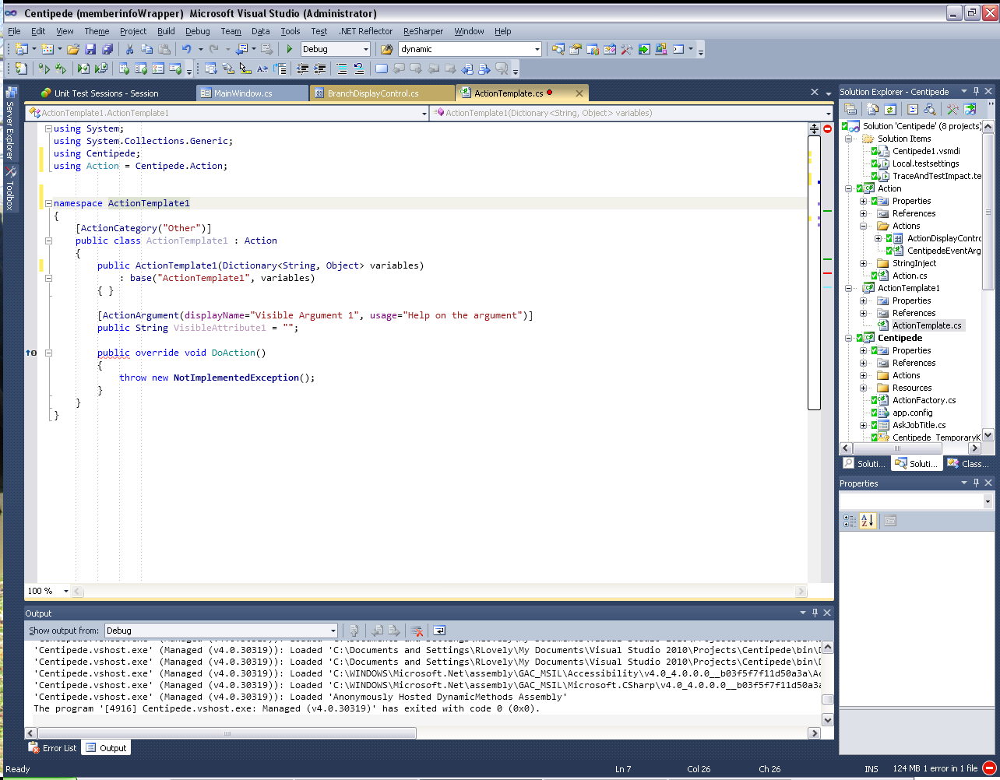 Centipede (memberinfoWrapper) Microsoft Visual Studio (Administrator)
File Edit View Theme Project Build Debug Team Data Tools Test .NET Reflector ReSharper Window Help
Debug dynamic
Unit Test Sessions - Session MainWindow.cs BranchDisplayControl.cs ActionTemplate.cs
ActionTemplate1.ActionTemplate1 ActionTemplate1(Dictionary<String, Object> variables)
Server Explorer
Toolbox
using System;
using System.Collections.Generic;
using Centipede;
using Action = Centipede.Action;
namespace ActionTemplate1
{
[ActionCategory("Other")]
public class ActionTemplate1 : Action
{
public ActionTemplate1(Dictionary<String, Object> variables)
: base("ActionTemplate1", variables)
{ }
[ActionArgument(displayName="Visible Argument 1", usage="Help on the argument")]
public String VisibleAttribute1 = "";
public override void DoAction()
{
throw new NotImplementedException();
}
}
}
100 %
Solution Explorer - Centipede
Solution 'Centipede' (8 projects)
Solution Items
Centipede1.vsmdi
Local.testsettings
TraceAndTestImpact.te
Action
Properties
References
Actions
ActionDisplayContro
CentipedeEventArg
StringInject
Action.cs
ActionTemplate1
Properties
References
ActionTemplate.cs
Centipede
Properties
References
Actions
Resources
ActionFactory.cs
app.config
AskJobTitle.cs
Centipede_TemporaryK
Soluti... Soluti... Class...
Properties
Output
Show output from: Debug
'Centipede.vshost.exe' (Managed (v4.0.30319)): Loaded 'C:\Documents and Settings\RLovely\My Documents\Visual Studio 2010\Projects\Centipede\bin\D
'Centipede.vshost.exe' (Managed (v4.0.30319)): Loaded 'C:\Documents and Settings\RLovely\My Documents\Visual Studio 2010\Projects\Centipede\bin\D
'Centipede.vshost.exe' (Managed (v4.0.30319)): Loaded 'C:\WINDOWS\Microsoft.Net\assembly\GAC_MSIL\Accessibility\v4.0_4.0.0.0__b03f5f7f11d50a3a\Ac
'Centipede.vshost.exe' (Managed (v4.0.30319)): Loaded 'C:\WINDOWS\Microsoft.Net\assembly\GAC_MSIL\Microsoft.CSharp\v4.0_4.0.0.0__b03f5f7f11d50a3a
'Centipede.vshost.exe' (Managed (v4.0.30319)): Loaded 'Anonymously Hosted DynamicMethods Assembly'
The program '[4916] Centipede.vshost.exe: Managed (v4.0.30319)' has exited with code 0 (0x0).
Error List Output
Ready Ln 7 Col 26 Ch 26 INS 124 MB 1 error in 1 file